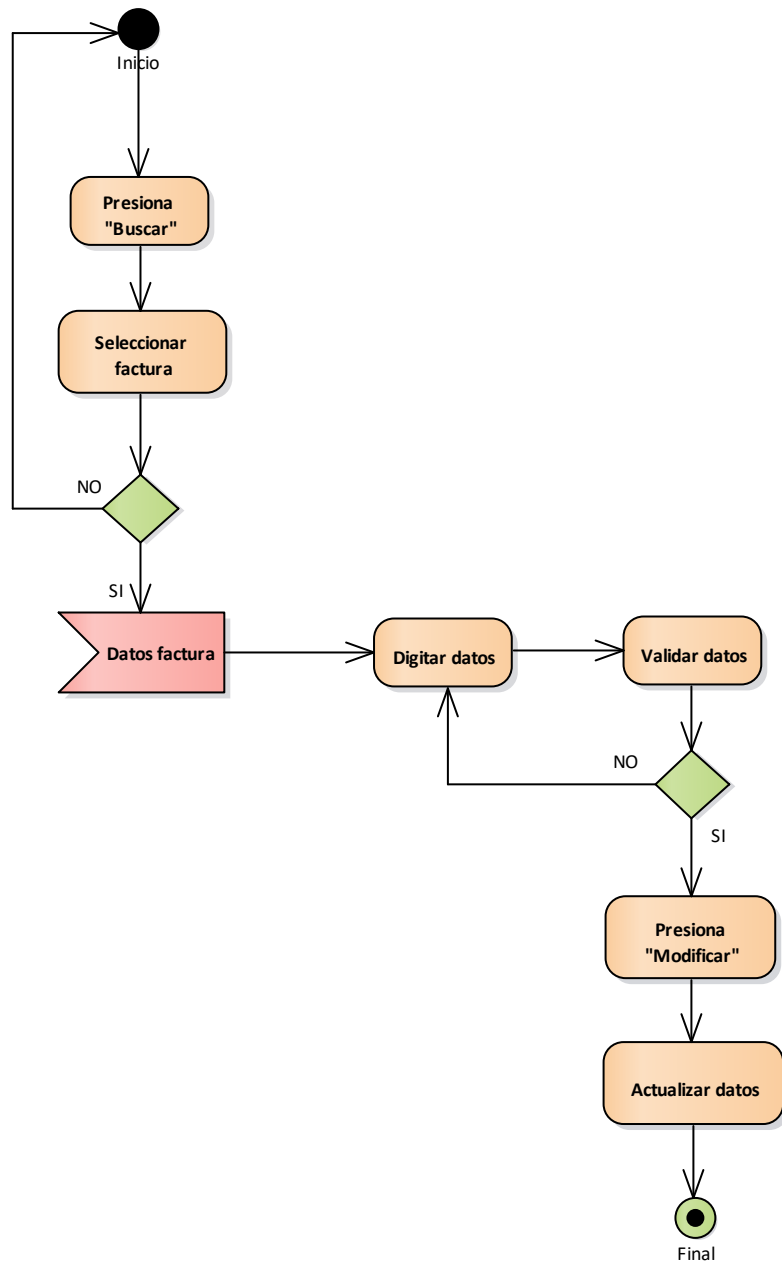 Inicio
Presiona
"Buscar"
Seleccionar
factura
NO
SI
Datos factura
Digitar datos
Validar datos
NO
SI
Presiona
"Modificar"
Actualizar datos
Final